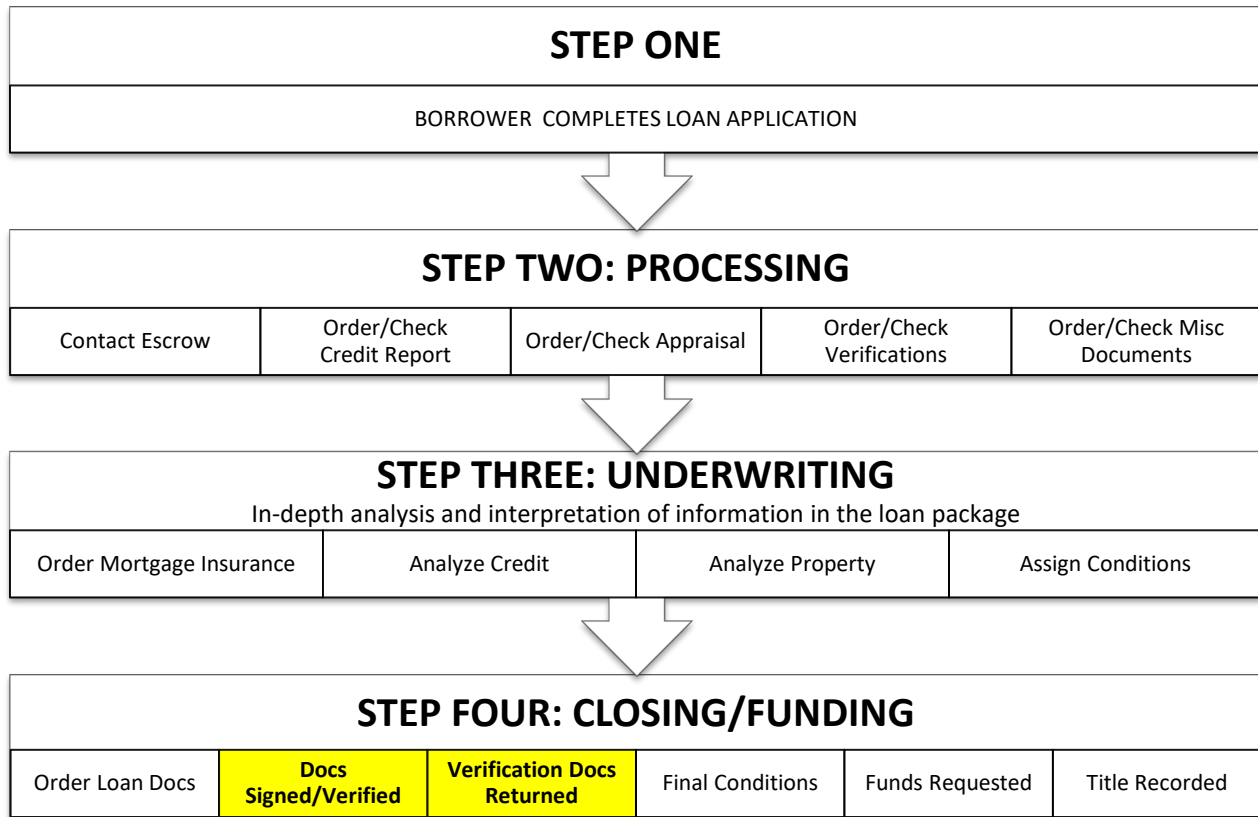 STEP ONE
BORROWER COMPLETES LOAN APPLICATION
STEP TWO: PROCESSING
Contact Escrow
Order/Check
Credit Report
Order/Check Appraisal
Order/Check
Verifications
Order/Check Misc
Documents
STEP THREE: UNDERWRITING
In-depth analysis and interpretation of information in the loan package
Order Mortgage Insurance
Analyze Credit
Analyze Property
Assign Conditions
STEP FOUR: CLOSING/FUNDING
Order Loan Docs
Docs
Signed/Verified
Verification Docs
Returned
Final Conditions
Funds Requested
Title Recorded